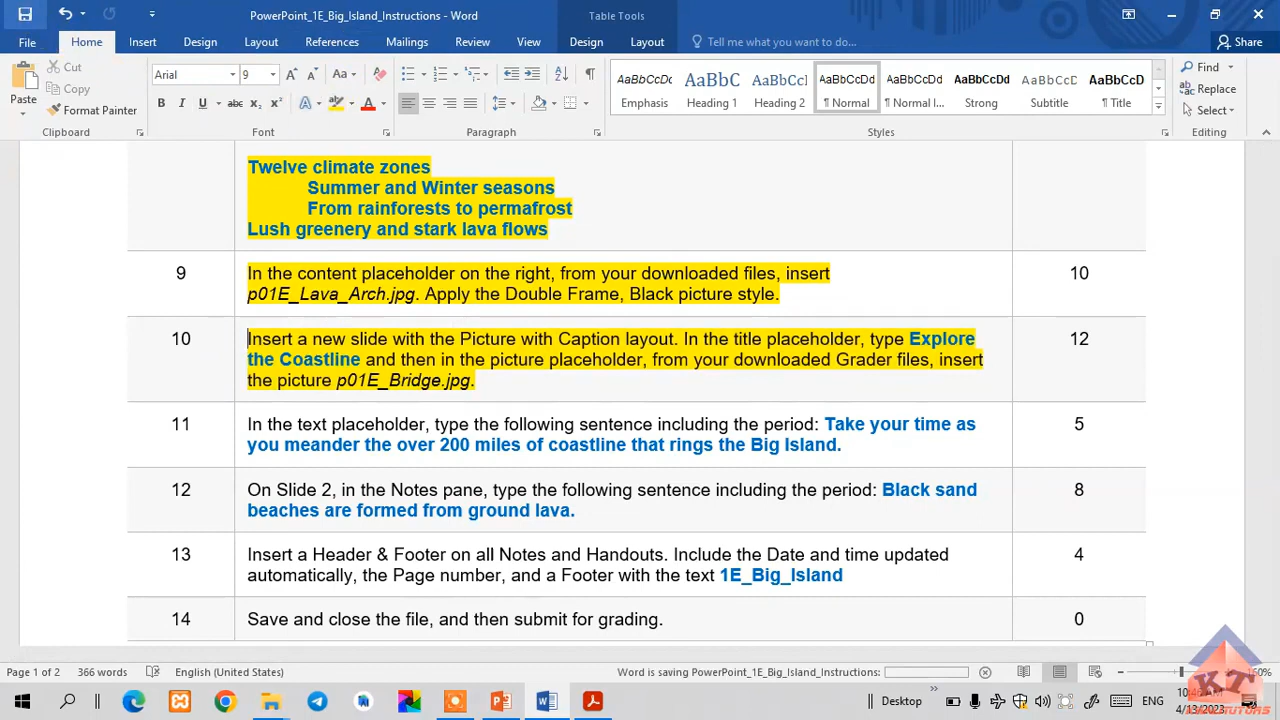 PowerPoint_1E_Big_Island_Instructions - Word
Table Tools
File Home Insert Design Layout References Mailings Review View Design Layout Tell me what you want to do... Share
Paste
Cut
Copy
Format Painter
Clipboard
Arial 9
Font
Paragraph
AaBbCcDc Emphasis
AaBbC Heading 1
AaBbCcI Heading 2
AaBbCcDd ¶ Normal
AaBbCcDd ¶ Normal I...
AaBbCcDd Strong
AaBbCcDd Subtitle
AaBbCcD ¶ Title
Styles
Find
Replace
Select
Editing
Twelve climate zones
Summer and Winter seasons
From rainforests to permafrost
Lush greenery and stark lava flows
9 In the content placeholder on the right, from your downloaded files, insert 10
p01E_Lava_Arch.jpg. Apply the Double Frame, Black picture style.
10 Insert a new slide with the Picture with Caption layout. In the title placeholder, type Explore 12
the Coastline and then in the picture placeholder, from your downloaded Grader files, insert
the picture p01E_Bridge.jpg.
11 In the text placeholder, type the following sentence including the period: Take your time as 5
you meander the over 200 miles of coastline that rings the Big Island.
12 On Slide 2, in the Notes pane, type the following sentence including the period: Black sand 8
beaches are formed from ground lava.
13 Insert a Header & Footer on all Notes and Handouts. Include the Date and time updated 4
automatically, the Page number, and a Footer with the text 1E_Big_Island
14 Save and close the file, and then submit for grading. 0
Page 1 of 2 366 words English (United States) Word is saving PowerPoint_1E_Big_Island_Instructions:
Desktop ENG
4/13/2023